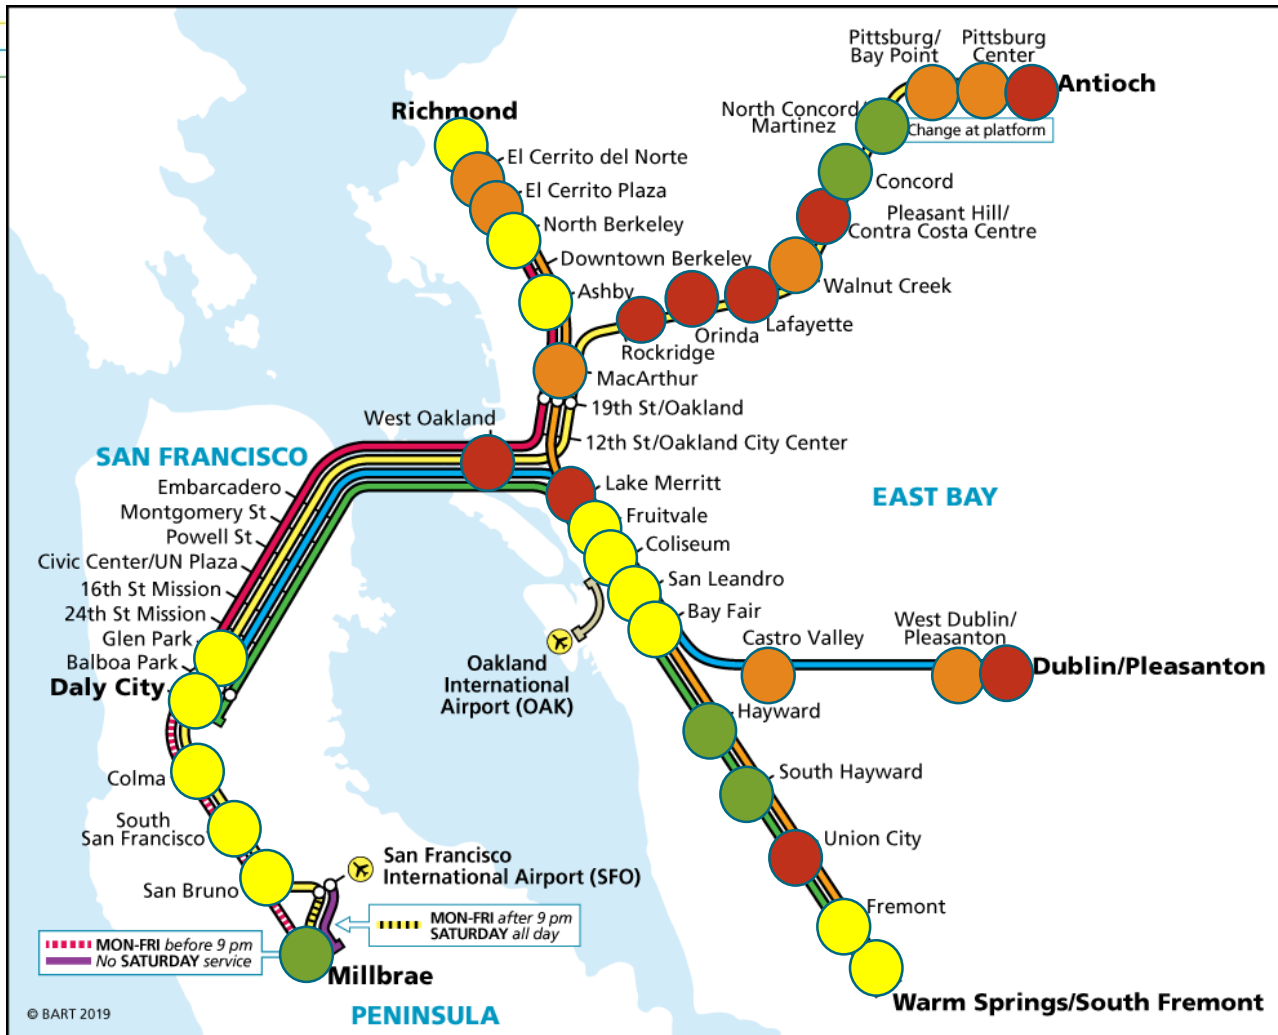 Pittsburg/
Bay Point
Pittsburg
Center
Antioch
Richmond
North Concord/
Martinez
Change at platform
El Cerrito del Norte
Concord
El Cerrito Plaza
Pleasant Hill/
Contra Costa Centre
North Berkeley
Downtown Berkeley
Walnut Creek
Ashby
Lafayette
Orinda
Rockridge
MacArthur
19th St/Oakland
West Oakland
12th St/Oakland City Center
SAN FRANCISCO
Lake Merritt
Embarcadero
EAST BAY
Montgomery St
Fruitvale
Powell St
Coliseum
Civic Center/UN Plaza
San Leandro
16th St Mission
24th St Mission
Bay Fair
Glen Park
Castro Valley
West Dublin/
Pleasanton
Balboa Park
Dublin/Pleasanton
Daly City
Oakland
International
Airport (OAK)
Hayward
Colma
South Hayward
South
San Francisco
Union City
San Francisco
International Airport (SFO)
San Bruno
Fremont
MON-FRI after 9 pm
SATURDAY all day
MON-FRI before 9 pm
No SATURDAY service
Millbrae
Warm Springs/South Fremont
© BART 2019
PENINSULA